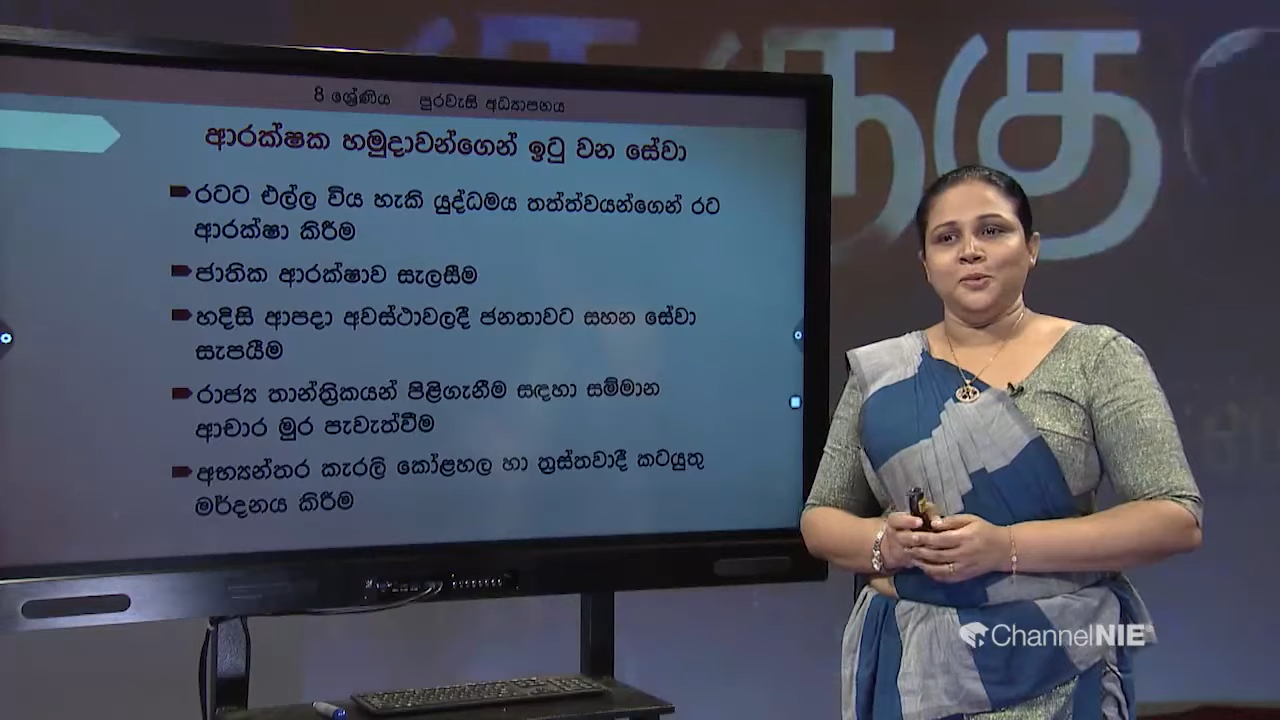 8 ශ්‍රේණිය පුරවැසි අධ්‍යාපනය
ආරක්ෂක හමුදාවන්ගෙන් ඉටු වන සේවා
රටට එල්ල විය හැකි යුද්ධමය තත්ත්වයන්ගෙන් රට
ආරක්ෂා කිරීම
ජාතික ආරක්ෂාව සැලසීම
හදිසි ආපදා අවස්ථාවලදී ජනතාවට සහන සේවා
සැපයීම
රාජ්‍ය තාන්ත්‍රිකයන් පිළිගැනීම සඳහා සම්මාන
ආචාර මුර පැවැත්වීම
අභ්‍යන්තර කැරලි කෝළහල හා ත්‍රස්තවාදී කටයුතු
මර්දනය කිරීම
ChannelNIE